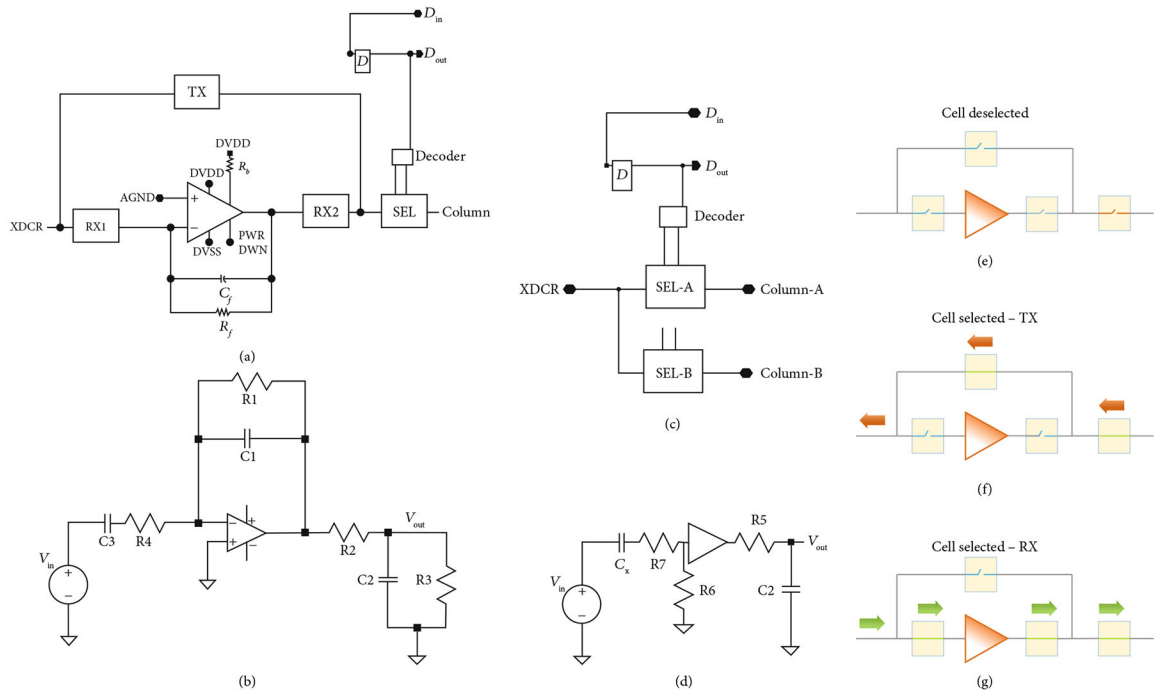 D_in
D
D_out
TX
DVDD
R_b
DVDD
Decoder
AGND
+
−
XDCR
RX1
RX2
SEL
Column
DVSS
PWR
DWN
C_f
R_f
(a)
R1
C1
C3
R4
−
+
+
−
R2
V_out
V_in
+
−
C2
R3
(b)
D_in
D
D_out
Decoder
XDCR
SEL-A
Column-A
SEL-B
Column-B
(c)
R5
V_out
C_x
R7
V_in
+
−
R6
C2
(d)
Cell deselected
(e)
Cell selected – TX
(f)
Cell selected – RX
(g)